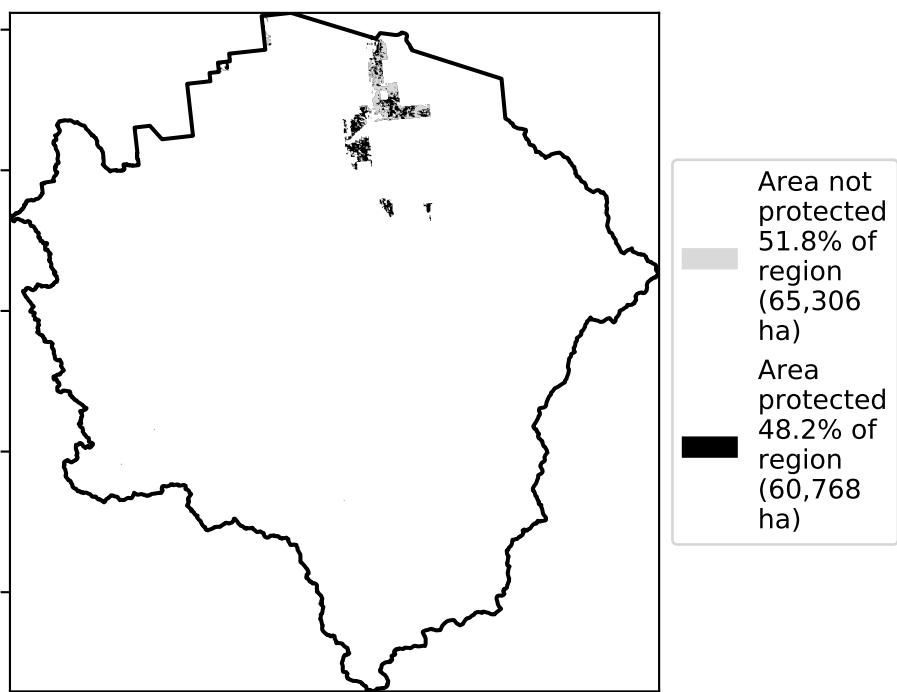 Area not
protected
51.8% of
region
(65,306
ha)
Area
protected
48.2% of
region
(60,768
ha)